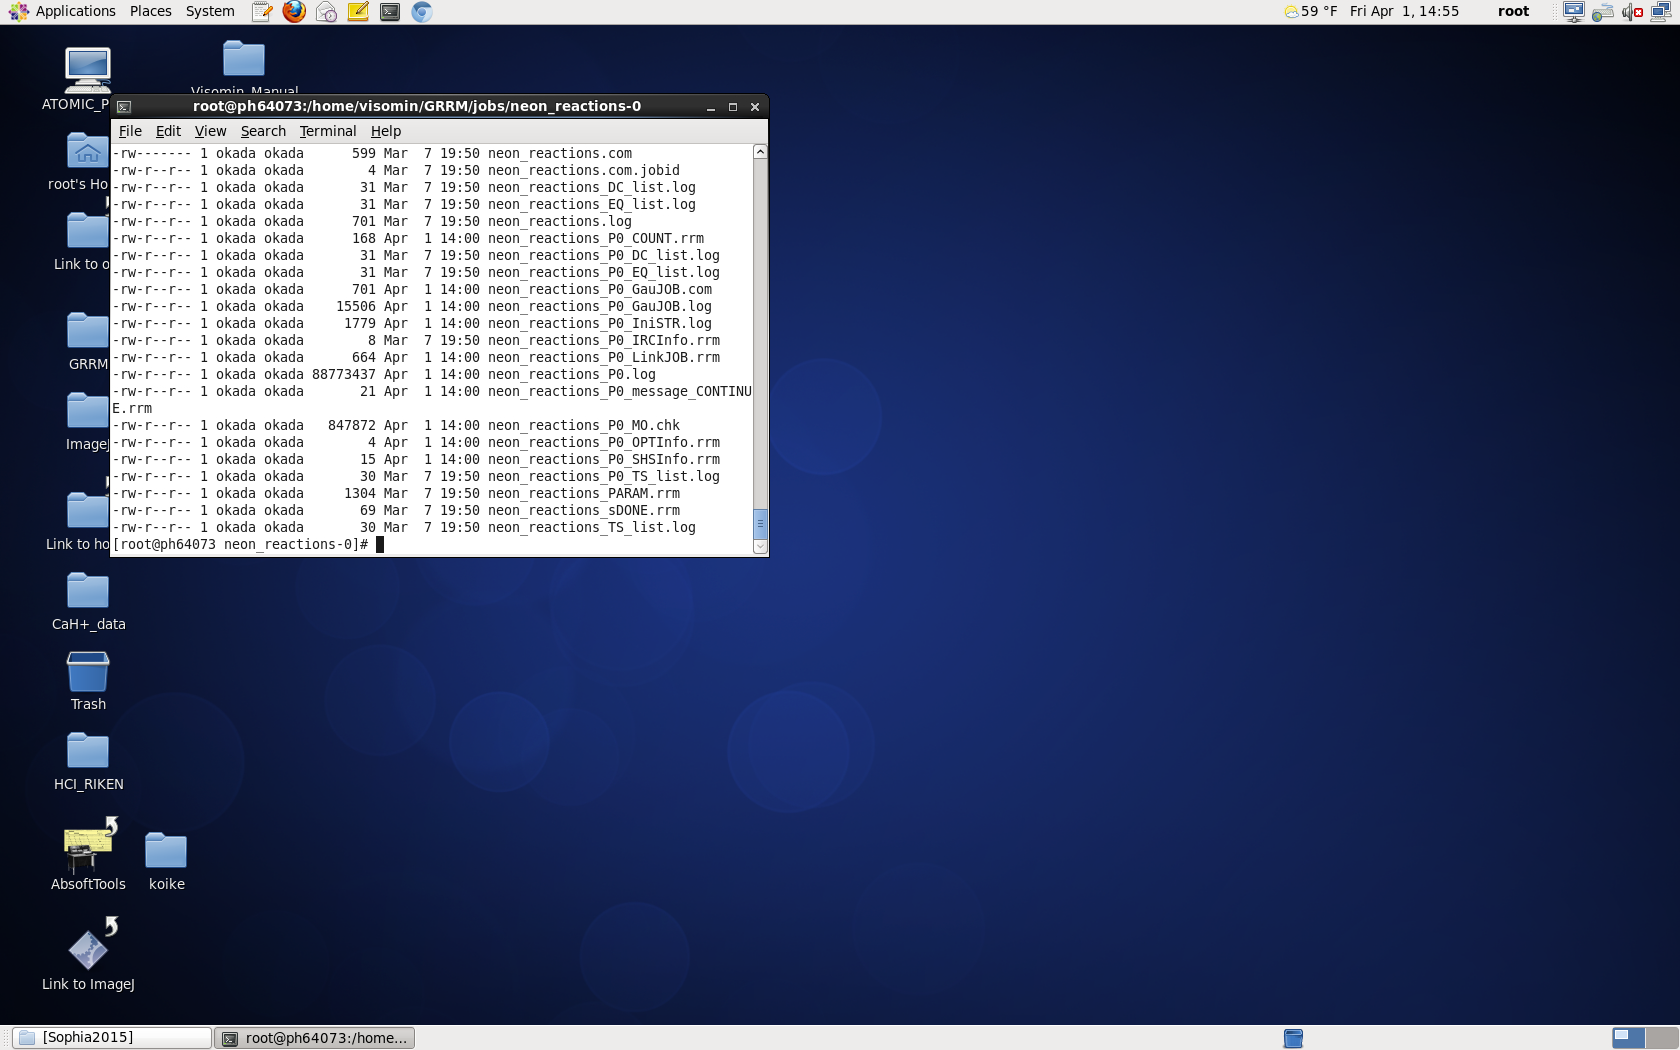 Applications Places System 59 °F Fri Apr 1, 14:55 root
ATOMIC_P
Visomin_Manual
root's Ho
Link to o
GRRM
ImageJ
Link to ho
CaH+_data
Trash
HCI_RIKEN
AbsoftTools
koike
Link to ImageJ
root@ph64073:/home/visomin/GRRM/jobs/neon_reactions-0
File Edit View Search Terminal Help
-rw------- 1 okada okada      599 Mar  7 19:50 neon_reactions.com
-rw-r--r-- 1 okada okada        4 Mar  7 19:50 neon_reactions.com.jobid
-rw-r--r-- 1 okada okada       31 Mar  7 19:50 neon_reactions_DC_list.log
-rw-r--r-- 1 okada okada       31 Mar  7 19:50 neon_reactions_EQ_list.log
-rw-r--r-- 1 okada okada      701 Mar  7 19:50 neon_reactions.log
-rw-r--r-- 1 okada okada      168 Apr  1 14:00 neon_reactions_P0_COUNT.rrm
-rw-r--r-- 1 okada okada       31 Mar  7 19:50 neon_reactions_P0_DC_list.log
-rw-r--r-- 1 okada okada       31 Mar  7 19:50 neon_reactions_P0_EQ_list.log
-rw-r--r-- 1 okada okada      701 Apr  1 14:00 neon_reactions_P0_GauJOB.com
-rw-r--r-- 1 okada okada    15506 Apr  1 14:00 neon_reactions_P0_GauJOB.log
-rw-r--r-- 1 okada okada     1779 Apr  1 14:00 neon_reactions_P0_IniSTR.log
-rw-r--r-- 1 okada okada        8 Mar  7 19:50 neon_reactions_P0_IRCInfo.rrm
-rw-r--r-- 1 okada okada      664 Apr  1 14:00 neon_reactions_P0_LinkJOB.rrm
-rw-r--r-- 1 okada okada 88773437 Apr  1 14:00 neon_reactions_P0.log
-rw-r--r-- 1 okada okada       21 Apr  1 14:00 neon_reactions_P0_message_CONTINU
E.rrm
-rw-r--r-- 1 okada okada   847872 Apr  1 14:00 neon_reactions_P0_MO.chk
-rw-r--r-- 1 okada okada        4 Apr  1 14:00 neon_reactions_P0_OPTInfo.rrm
-rw-r--r-- 1 okada okada       15 Apr  1 14:00 neon_reactions_P0_SHSInfo.rrm
-rw-r--r-- 1 okada okada       30 Mar  7 19:50 neon_reactions_P0_TS_list.log
-rw-r--r-- 1 okada okada     1304 Mar  7 19:50 neon_reactions_PARAM.rrm
-rw-r--r-- 1 okada okada       69 Mar  7 19:50 neon_reactions_sDONE.rrm
-rw-r--r-- 1 okada okada       30 Mar  7 19:50 neon_reactions_TS_list.log
[root@ph64073 neon_reactions-0]#
[Sophia2015] root@ph64073:/home...